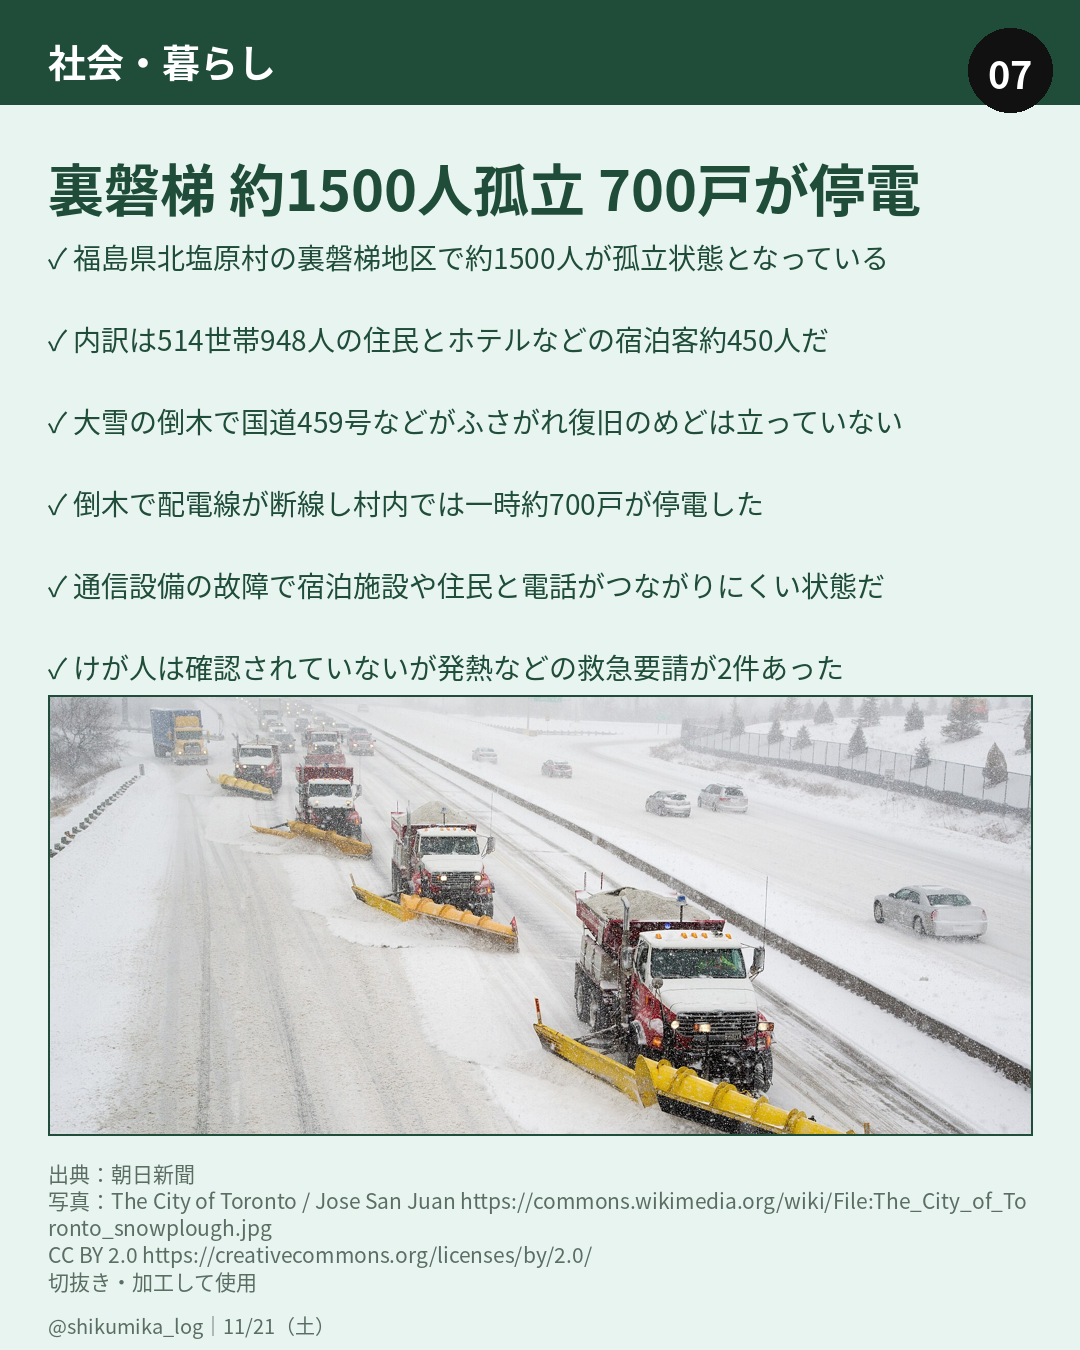 社会・暮らし
07
裏磐梯 約1500人孤立 700戸が停電
✓福島県北塩原村の裏磐梯地区で約1500人が孤立状態となっている
✓内訳は514世帯948人の住民とホテルなどの宿泊客約450人だ
✓大雪の倒木で国道459号などがふさがれ復旧のめどは立っていない
✓倒木で配電線が断線し村内では一時約700戸が停電した
✓通信設備の故障で宿泊施設や住民と電話がつながりにくい状態だ
✓けが人は確認されていないが発熱などの救急要請が2件あった
出典：朝日新聞
写真：The City of Toronto / Jose San Juan https://commons.wikimedia.org/wiki/File:The_City_of_To
ronto_snowplough.jpg
CC BY 2.0 https://creativecommons.org/licenses/by/2.0/
切抜き・加工して使用
@shikumika_log｜11/21（土）